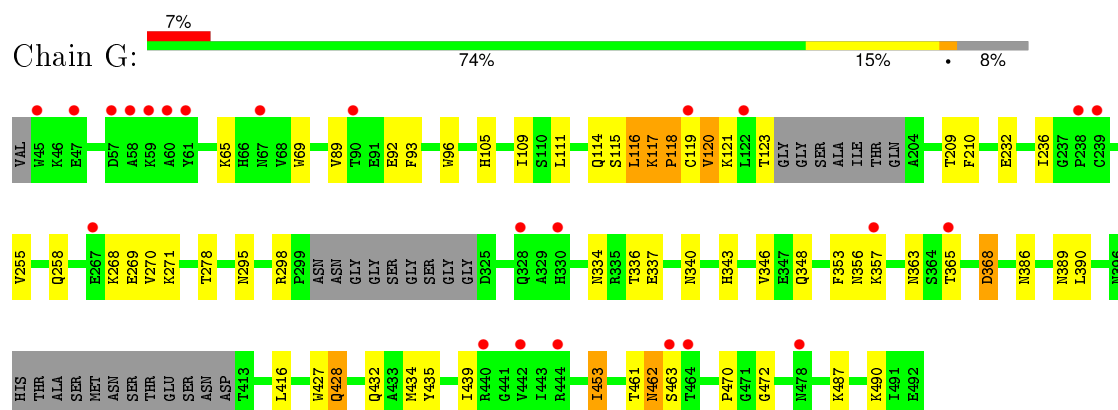 7%
Chain G:
74% 15% • 8%
VAL W45 K46 E47 D57 A58 K59 A60 Y61 K65 H66 N67 V68 W69 V89 T90 E91 E92 F93 W96 H105 I109 S110 L111 Q114 S115 L116 K117 P118 C119 V120 K121 L122 T123 GLY GLY SER ALA ILE THR GLN A204 T209 F210 E232 I236 G237 P238 C239
V255 Q258 E267 K268 E269 V270 K271 T278 N295 R298 P299 ASN ASN GLY GLY SER GLY SER GLY GLY D325 Q328 A329 H330 N334 R335 T336 E337 N340 H343 V346 E347 Q348 F353 N356 K357 N363 S364 T365 D368 N386 N389 L390
HIS THR ALA SER MET ASN SER SER THR GLU SER ASN ASP T413 L416 W427 Q428 Q432 A433 M434 Y435 I439 R440 G441 V442 I443 R444 I453 T461 N462 S463 T464 P470 G471 G472 N478 K487 K490 I491 E492